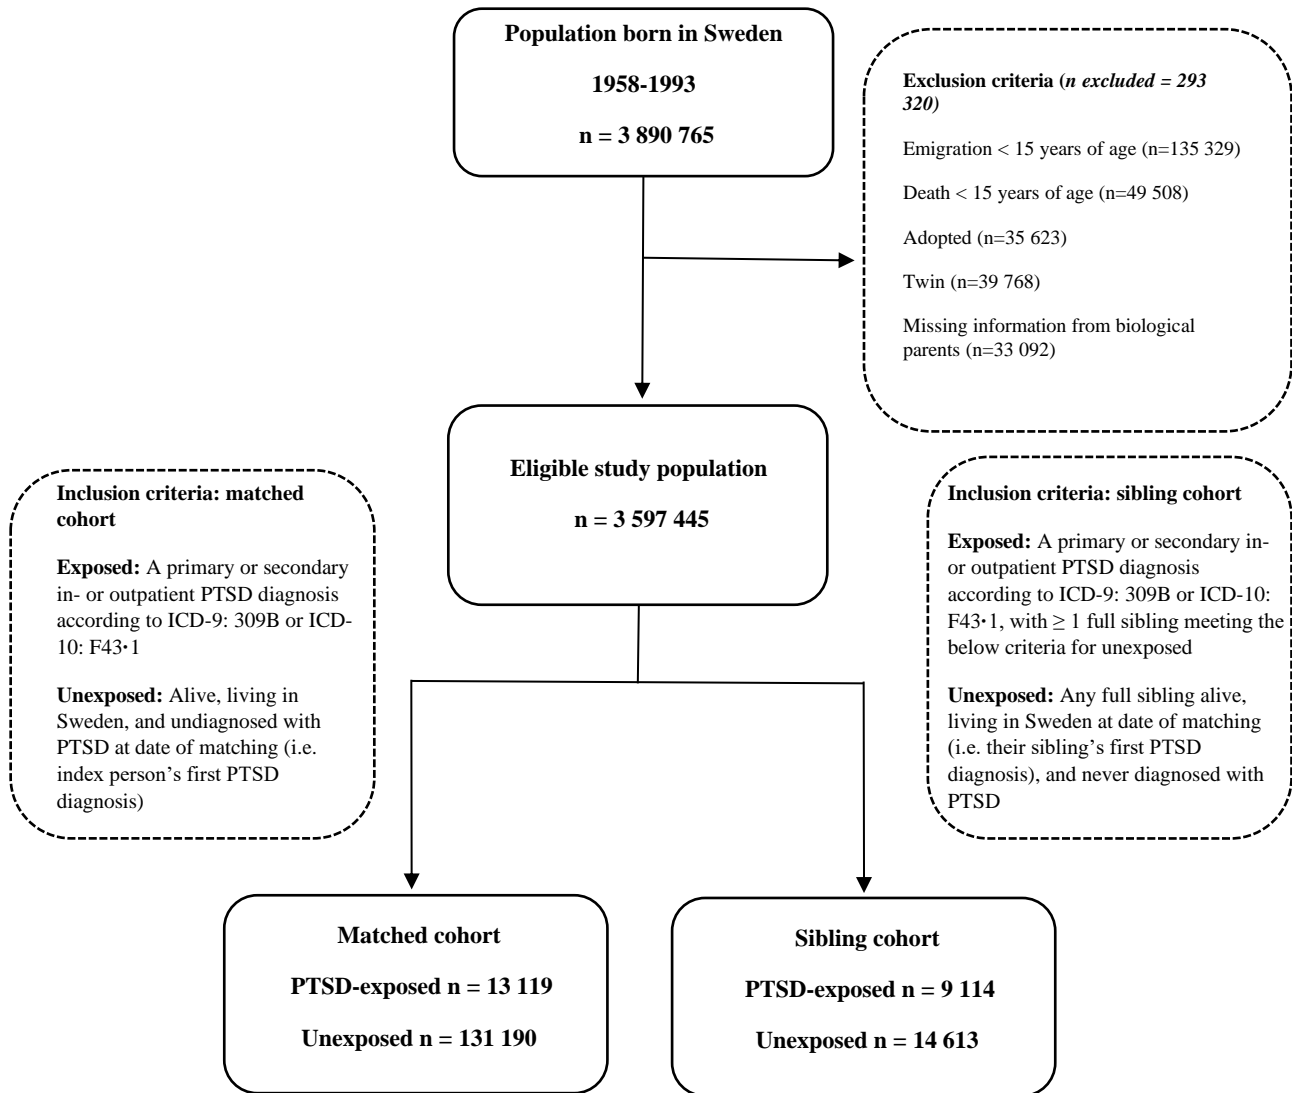 Population born in Sweden
1958-1993
n = 3 890 765
Exclusion criteria (n excluded = 293
320)
Emigration < 15 years of age (n=135 329)
Death < 15 years of age (n=49 508)
Adopted (n=35 623)
Twin (n=39 768)
Missing information from biological
parents (n=33 092)
Eligible study population
n = 3 597 445
Inclusion criteria: matched
cohort
Exposed: A primary or secondary
in- or outpatient PTSD diagnosis
according to ICD-9: 309B or ICD-
10: F43·1
Unexposed: Alive, living in
Sweden, and undiagnosed with
PTSD at date of matching (i.e.
index person’s first PTSD
diagnosis)
Inclusion criteria: sibling cohort
Exposed: A primary or secondary in-
or outpatient PTSD diagnosis
according to ICD-9: 309B or ICD-10:
F43·1, with ≥ 1 full sibling meeting the
below criteria for unexposed
Unexposed: Any full sibling alive,
living in Sweden at date of matching
(i.e. their sibling’s first PTSD
diagnosis), and never diagnosed with
PTSD
Matched cohort
PTSD-exposed n = 13 119
Unexposed n = 131 190
Sibling cohort
PTSD-exposed n = 9 114
Unexposed n = 14 613